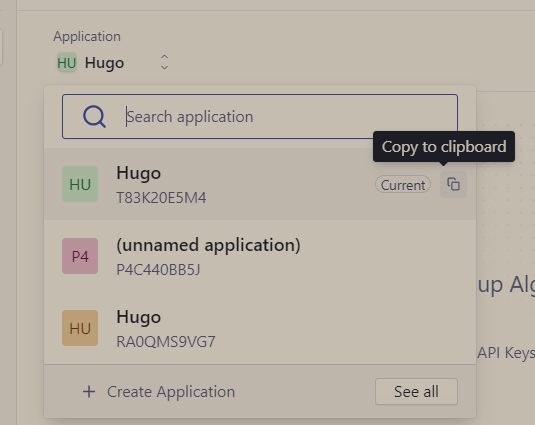 Application
HU Hugo
Search application
Copy to clipboard
HU Hugo Current
T83K20E5M4
P4 (unnamed application)
P4C440BB5J
up Alg
HU Hugo
RA0QMS9VG7
API Keys
+ Create Application See all